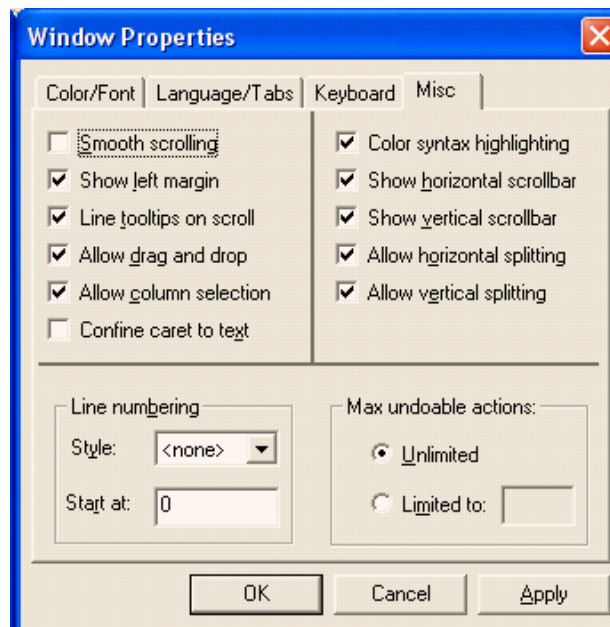 Window Properties
Color/Font
Language/Tabs
Keyboard
Misc
Smooth scrolling
Show left margin
Line tooltips on scroll
Allow drag and drop
Allow column selection
Confine caret to text
Color syntax highlighting
Show horizontal scrollbar
Show vertical scrollbar
Allow horizontal splitting
Allow vertical splitting
Line numbering
Style: <none>
Start at: 0
Max undoable actions:
Unlimited
Limited to:
OK
Cancel
Apply